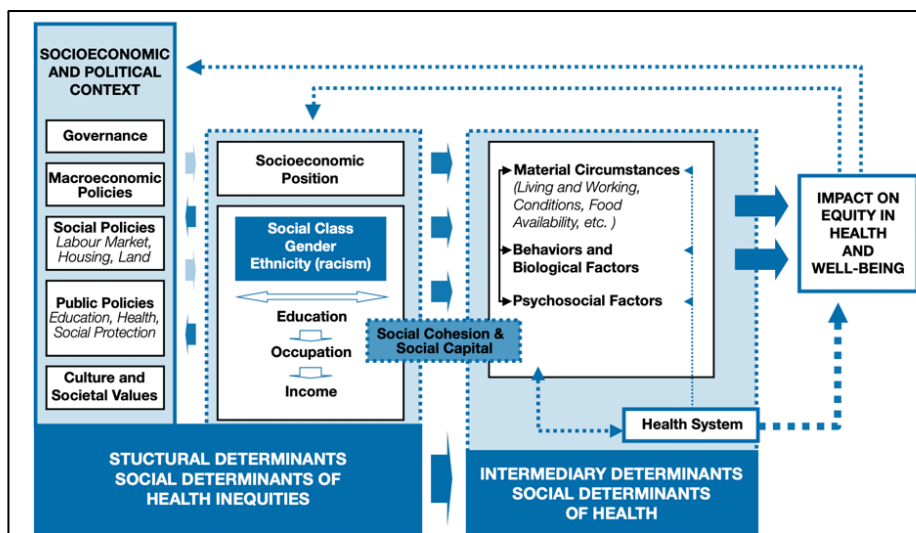 SOCIOECONOMIC
AND POLITICAL
CONTEXT
Governance
Macroeconomic
Policies
Social Policies
Labour Market,
Housing, Land
Public Policies
Education, Health,
Social Protection
Culture and
Societal Values
Socioeconomic
Position
Social Class
Gender
Ethnicity (racism)
Education
Occupation
Income
Social Cohesion &
Social Capital
Material Circumstances
(Living and Working,
Conditions, Food
Availability, etc. )
Behaviors and
Biological Factors
Psychosocial Factors
Health System
IMPACT ON
EQUITY IN
HEALTH
AND
WELL-BEING
STUCTURAL DETERMINANTS
SOCIAL DETERMINANTS OF
HEALTH INEQUITIES
INTERMEDIARY DETERMINANTS
SOCIAL DETERMINANTS
OF HEALTH